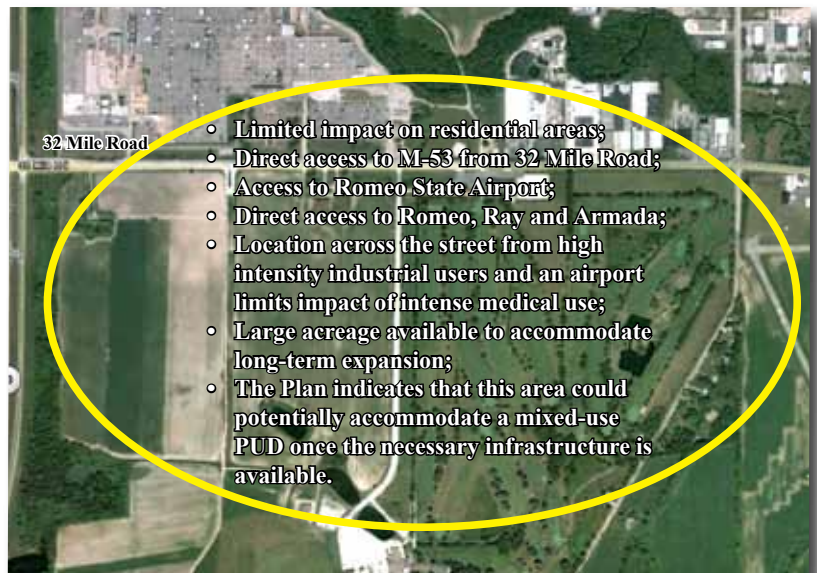 32 Mile Road
• Limited impact on residential areas;
• Direct access to M-53 from 32 Mile Road;
• Access to Romeo State Airport;
• Direct access to Romeo, Ray and Armada;
• Location across the street from high
intensity industrial users and an airport
limits impact of intense medical use;
• Large acreage available to accommodate
long-term expansion;
• The Plan indicates that this area could
potentially accommodate a mixed-use
PUD once the necessary infrastructure is
available.